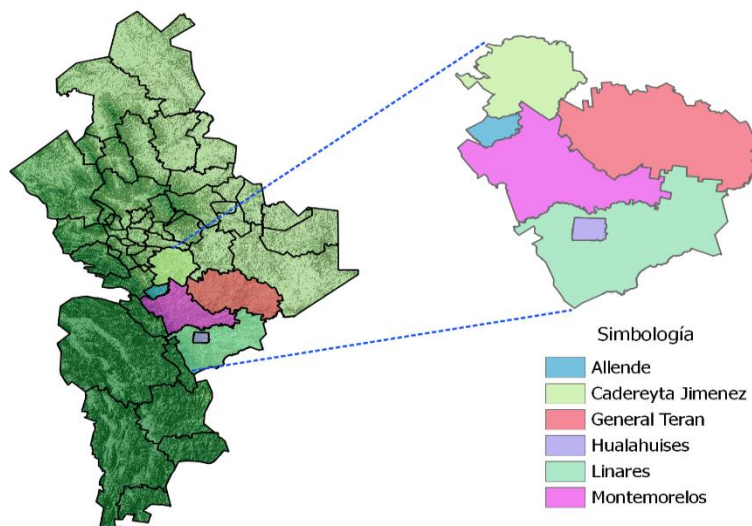 Simbología
Allende
Cadereyta Jimenez
General Teran
Hualahuises
Linares
Montemorelos